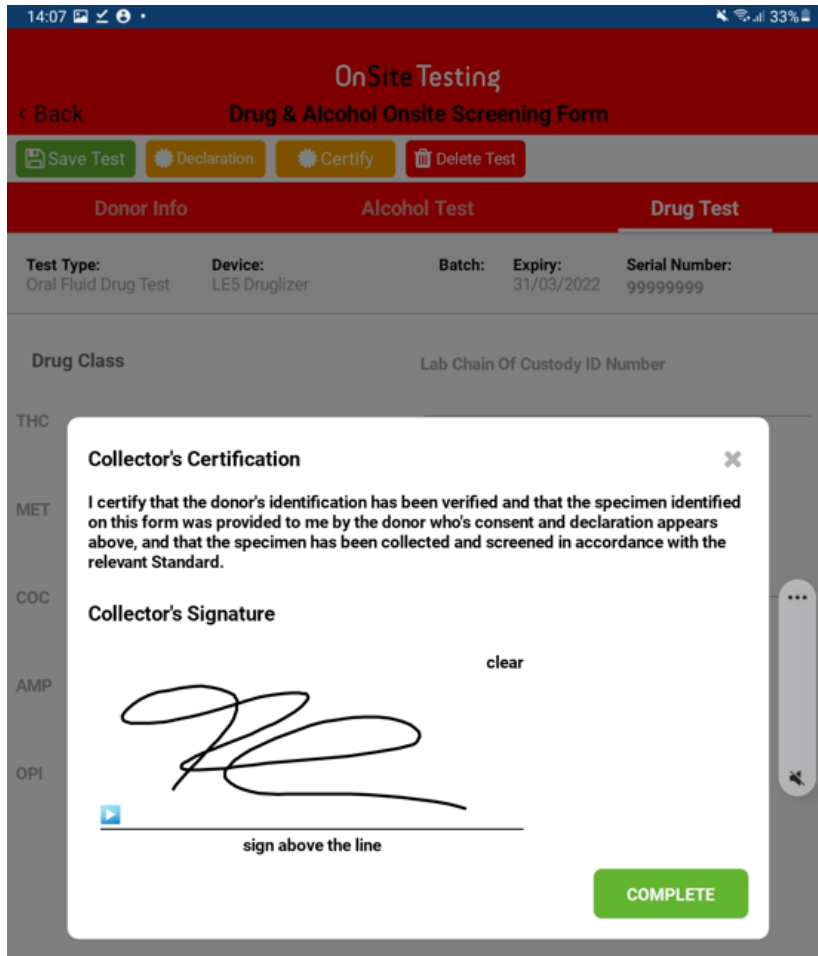 14:07 33%
OnSiteTesting
< Back Drug & Alcohol Onsite Screening Form
Save Test Declaration Certify Delete Test
Donor Info Alcohol Test Drug Test
Test Type: Device: Batch: Expiry: Serial Number:
Oral Fluid Drug Test LE5 Druglizer 31/03/2022 99999999
Drug Class Lab Chain Of Custody ID Number
THC
MET
COC
AMP
OPI
Collector's Certification
I certify that the donor's identification has been verified and that the specimen identified
on this form was provided to me by the donor who's consent and declaration appears
above, and that the specimen has been collected and screened in accordance with the
relevant Standard.
Collector's Signature
clear
sign above the line
COMPLETE